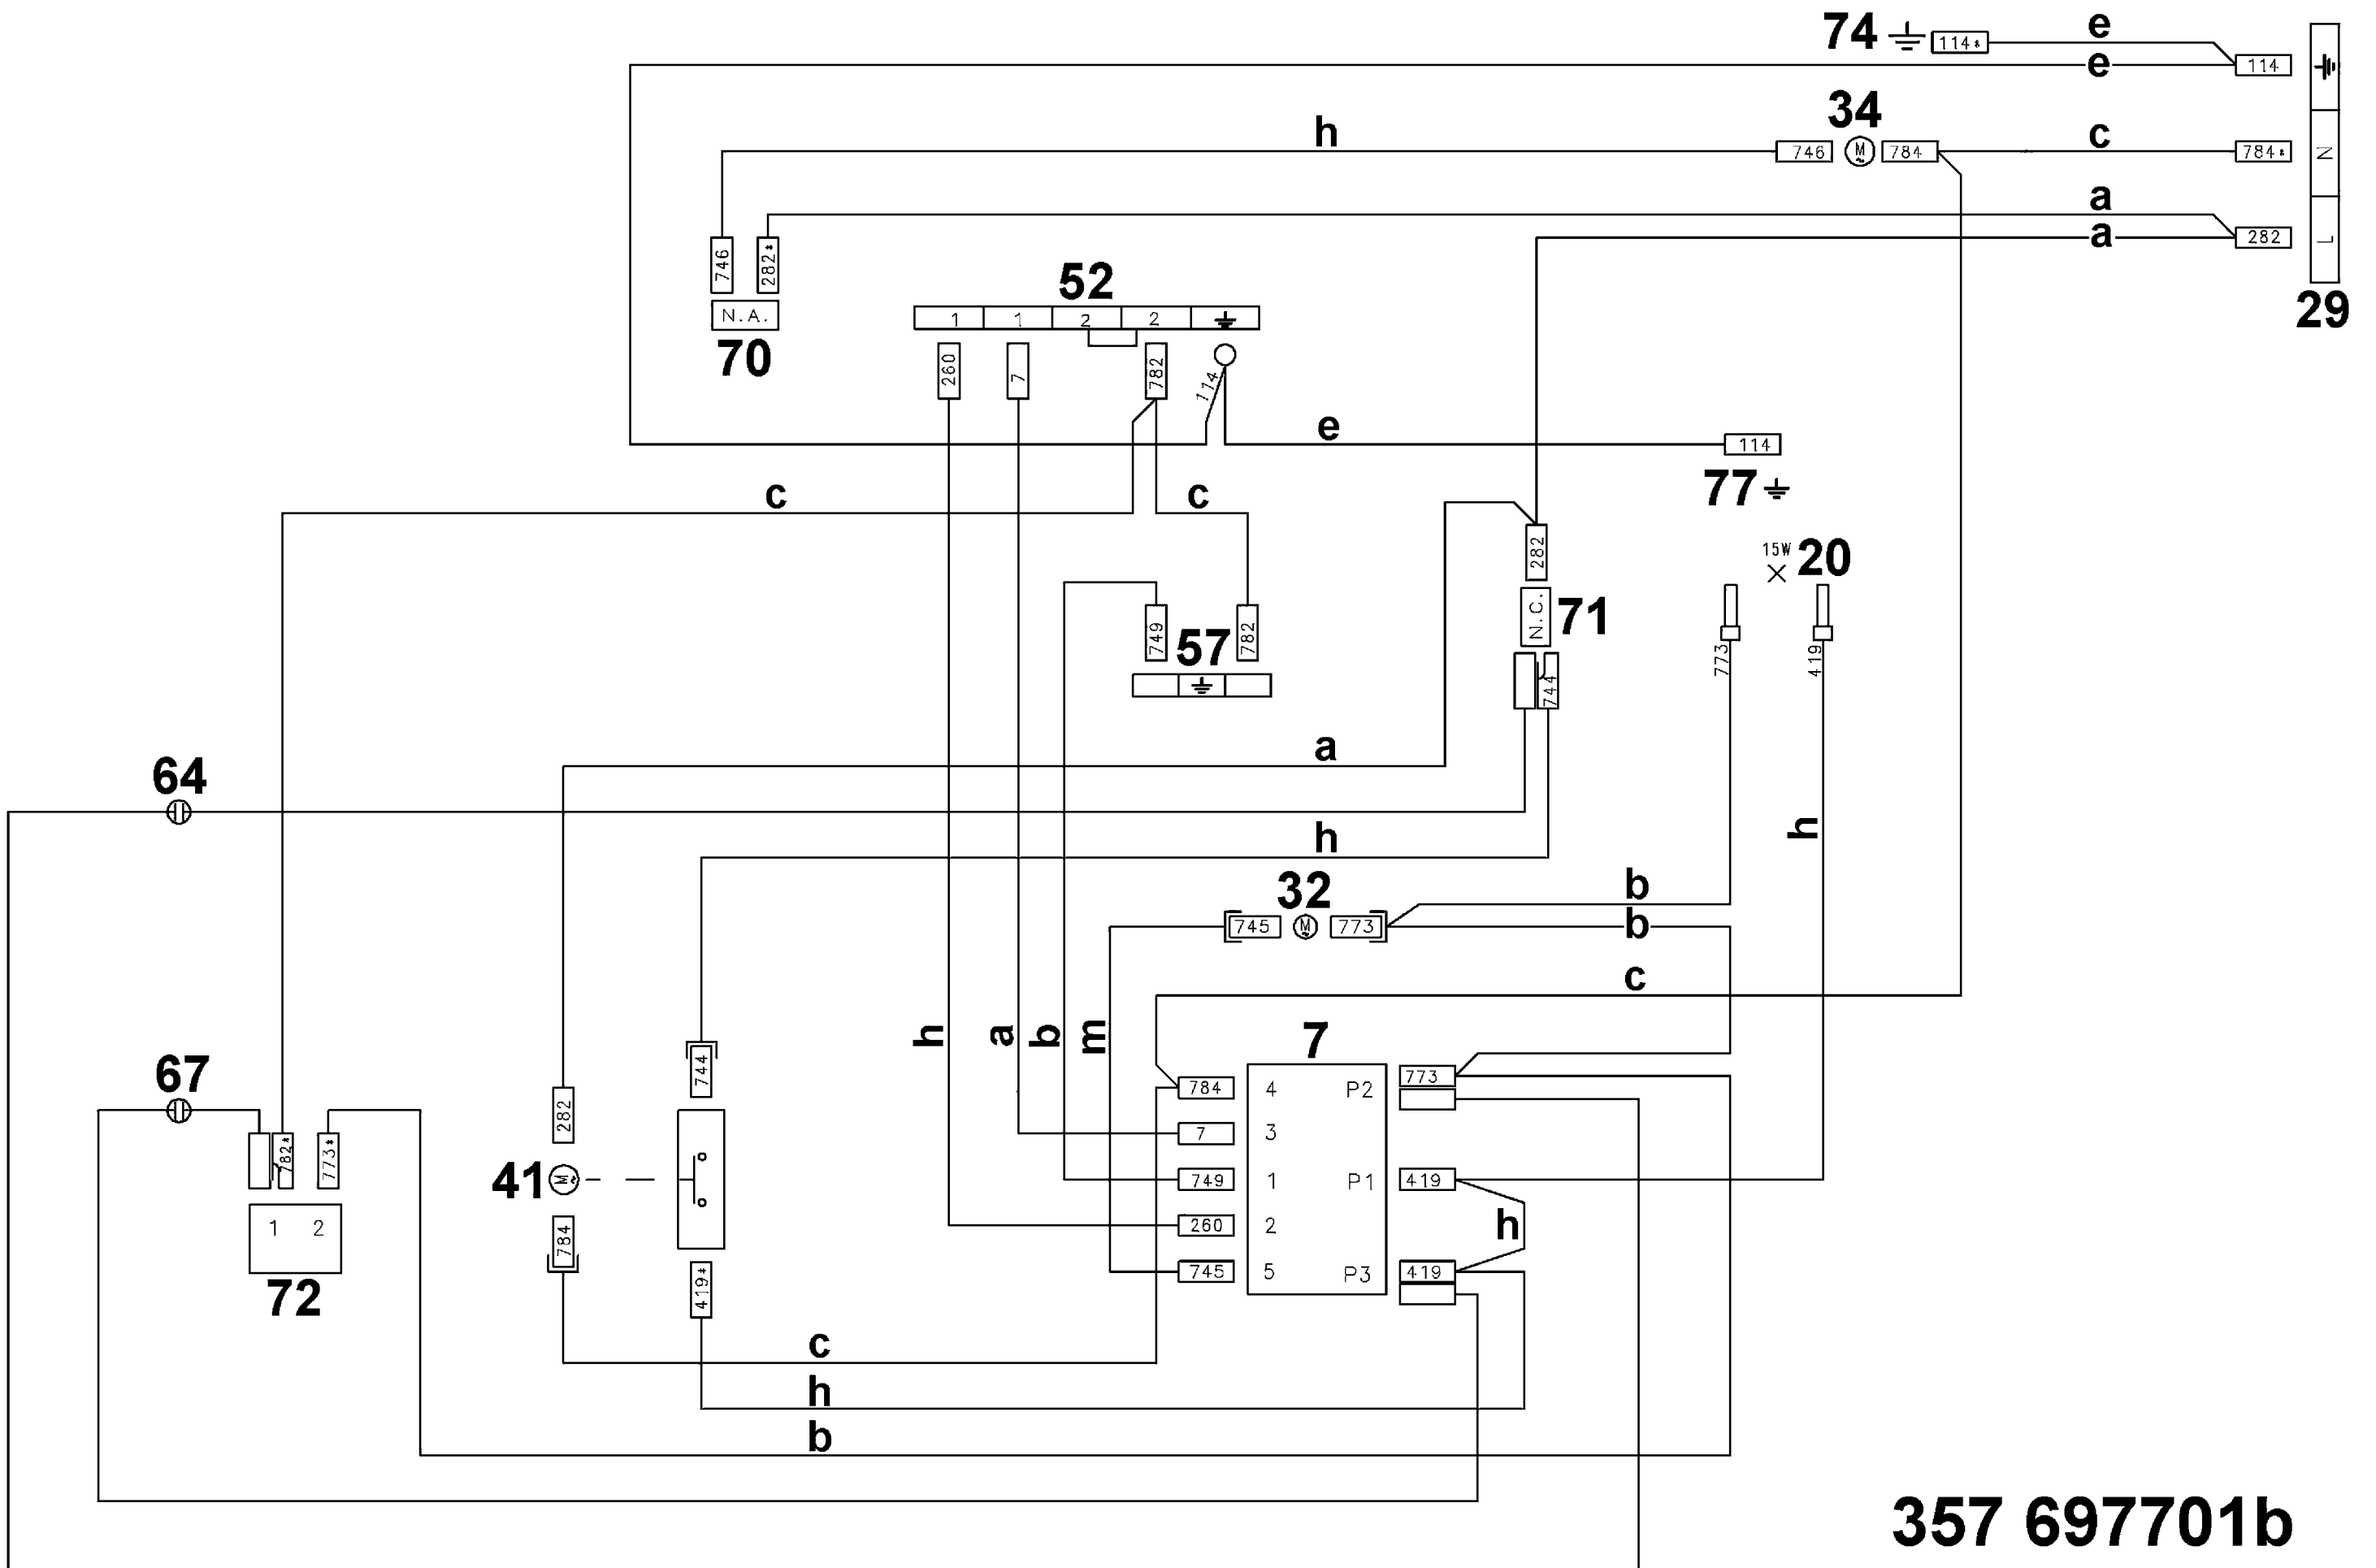 74 114* e
e 114
34
h 746 M 784 c 784* N
a
a 282 L
29
746 282*
N.A.
70
52
1 1 2 2
260 7 782 114
e 114
77
c c
15W 20
282
N.C. 71
749 57 782
773 419
744
a
64
h h
32
745 M 773 b
b
c
h a b m
7
67
744
784 4 P2 773
282
7 3
782* 773*
41 M
749 1 P1 419
260 2 h
1 2
784
745 5 P3 419
72
419*
c
h
b
357 697701b